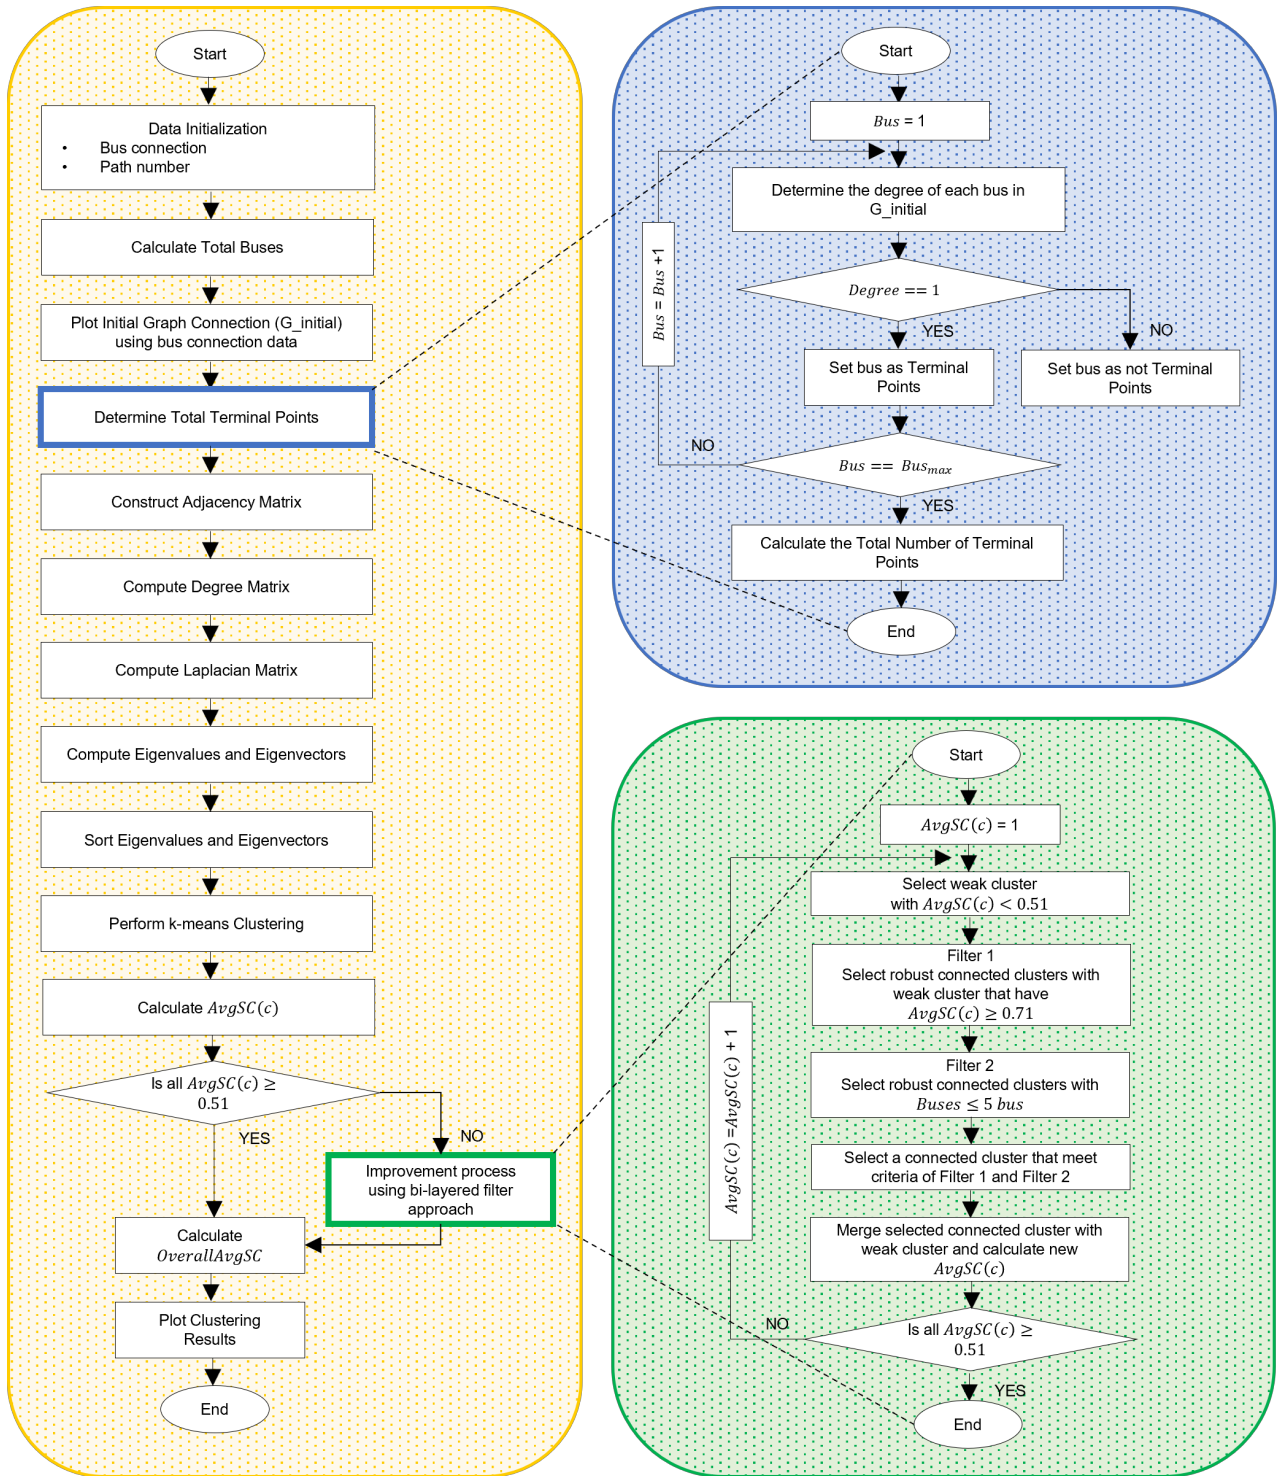 Start
Data Initialization
• Bus connection
• Path number
Calculate Total Buses
Plot Initial Graph Connection (G_initial)
using bus connection data
Determine Total Terminal Points
Construct Adjacency Matrix
Compute Degree Matrix
Compute Laplacian Matrix
Compute Eigenvalues and Eigenvectors
Sort Eigenvalues and Eigenvectors
Perform k-means Clustering
Calculate AvgSC(c)
Is all AvgSC(c) ≥
0.51
YES
NO
Improvement process
using bi-layered filter
approach
Calculate
OverallAvgSC
Plot Clustering
Results
End
Start
Bus = 1
Determine the degree of each bus in
G_initial
Bus = Bus +1
Degree == 1
YES
NO
Set bus as Terminal
Points
Set bus as not Terminal
Points
NO
Bus == Busmax
YES
Calculate the Total Number of Terminal
Points
End
Start
AvgSC(c) = 1
Select weak cluster
with AvgSC(c) < 0.51
Filter 1
Select robust connected clusters with
weak cluster that have
AvgSC(c) ≥ 0.71
AvgSC(c) =AvgSC(c) + 1
Filter 2
Select robust connected clusters with
Buses ≤ 5 bus
Select a connected cluster that meet
criteria of Filter 1 and Filter 2
Merge selected connected cluster with
weak cluster and calculate new
AvgSC(c)
NO
Is all AvgSC(c) ≥
0.51
YES
End